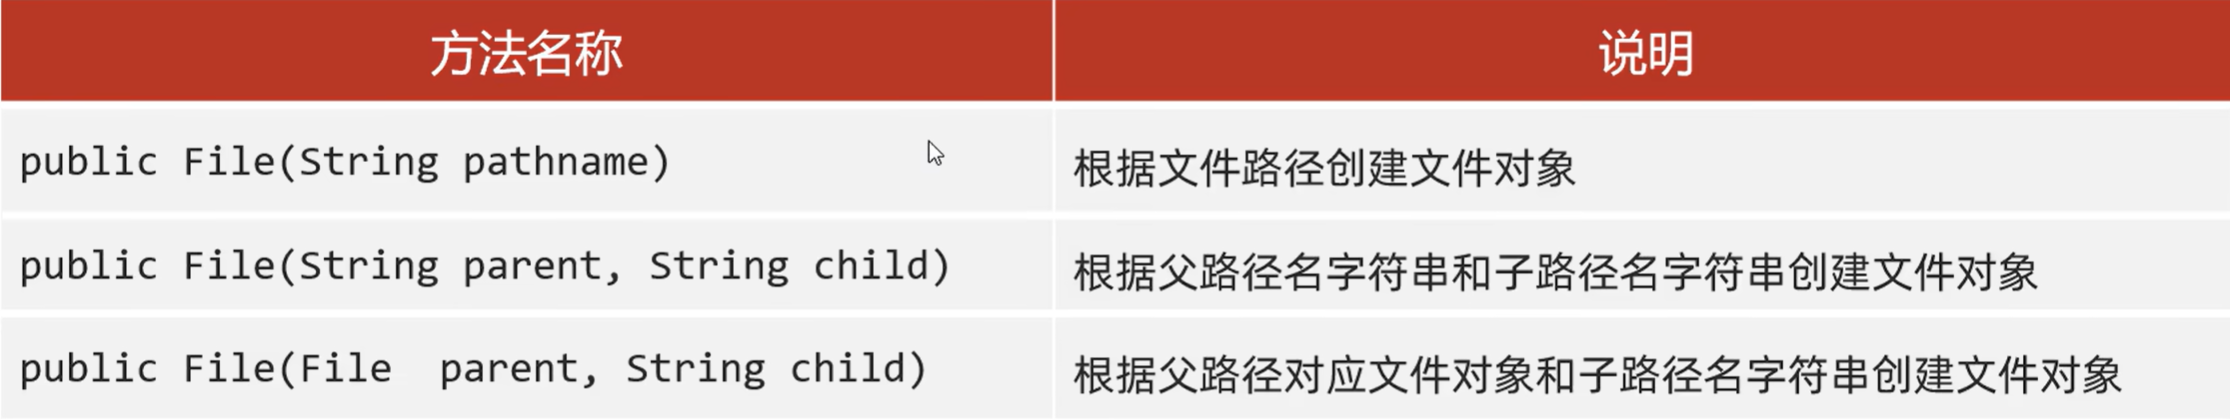 方法名称 说明
public File(String pathname) 根据文件路径创建文件对象
public File(String parent, String child) 根据父路径名字符串和子路径名字符串创建文件对象
public File(File  parent, String child) 根据父路径对应文件对象和子路径名字符串创建文件对象